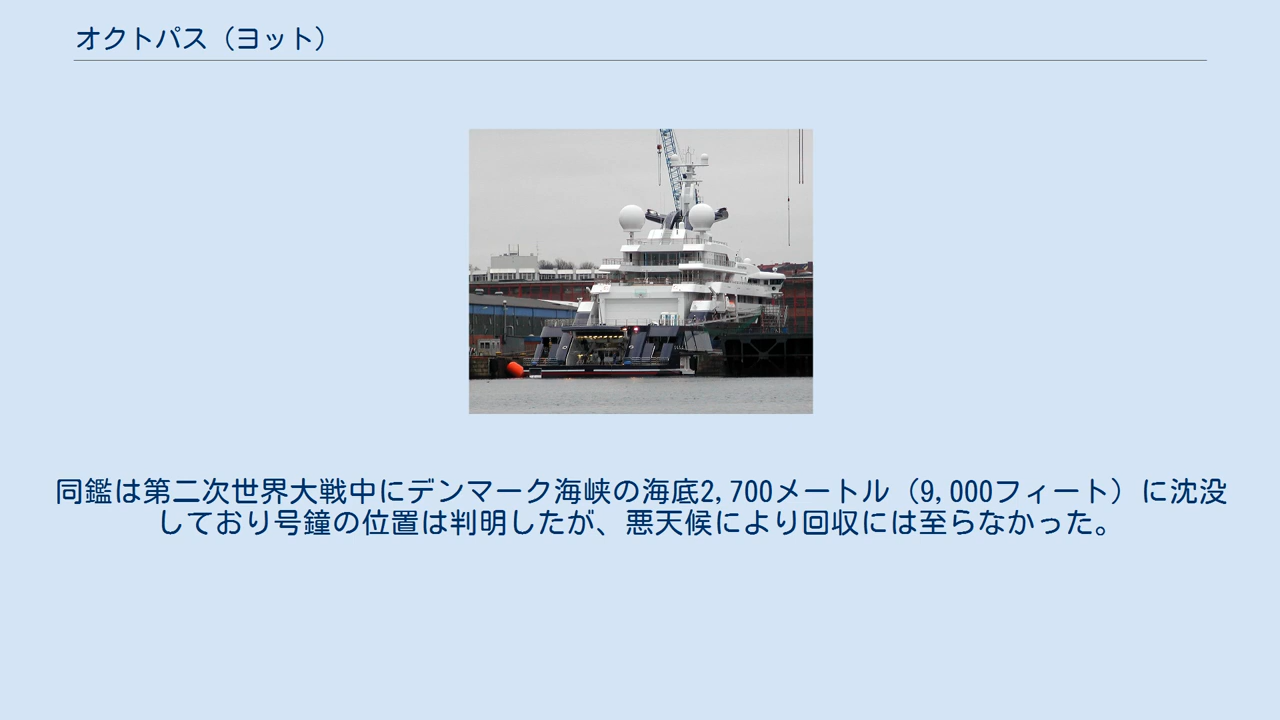 オクトパス（ヨット）
同鑑は第二次世界大戦中にデンマーク海峡の海底2,700メートル（9,000フィート）に沈没
しており号鐘の位置は判明したが、悪天候により回収には至らなかった。